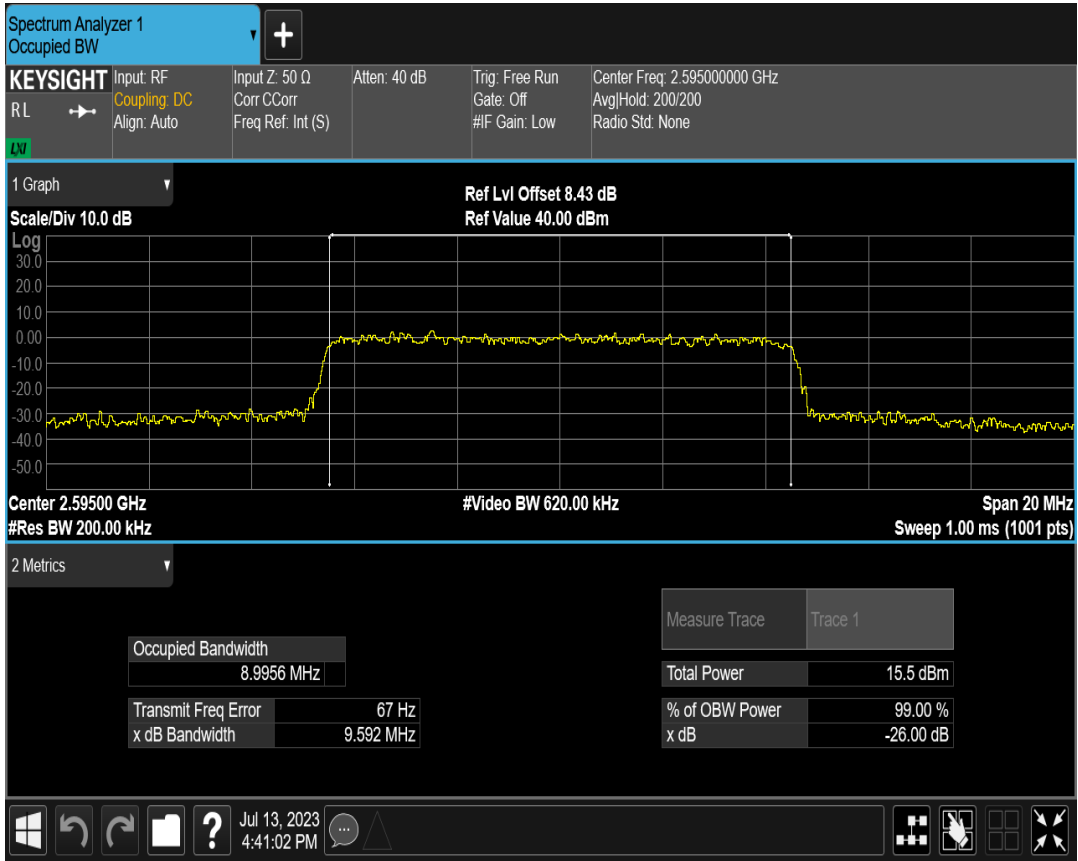 Spectrum Analyzer 1
Occupied BW
+
KEYSIGHT
R L
LXI
Input: RF
Coupling: DC
Align: Auto
Input Z: 50 Ω
Corr CCorr
Freq Ref: Int (S)
Atten: 40 dB
Trig: Free Run
Gate: Off
#IF Gain: Low
Center Freq: 2.595000000 GHz
Avg|Hold: 200/200
Radio Std: None
1 Graph
Scale/Div 10.0 dB
Ref Lvl Offset 8.43 dB
Ref Value 40.00 dBm
Log
30.0
20.0
10.0
0.00
-10.0
-20.0
-30.0
-40.0
-50.0
Center 2.59500 GHz
#Video BW 620.00 kHz
Span 20 MHz
#Res BW 200.00 kHz
Sweep 1.00 ms (1001 pts)
2 Metrics
Measure Trace Trace 1
Occupied Bandwidth
8.9956 MHz
Total Power 15.5 dBm
Transmit Freq Error 67 Hz
% of OBW Power 99.00 %
x dB Bandwidth 9.592 MHz
x dB -26.00 dB
?
Jul 13, 2023
4:41:02 PM